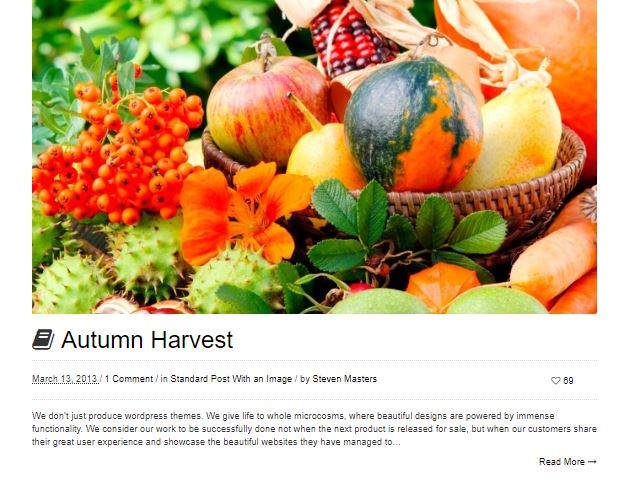 Autumn Harvest
March 13, 2013 / 1 Comment / in Standard Post With an Image / by Steven Masters
69
We don't just produce wordpress themes. We give life to whole microcosms, where beautiful designs are powered by immense
functionality. We consider our work to be successfully done not when the next product is released for sale, but when our customers share
their great user experience and showcase the beautiful websites they have managed to…
Read More →